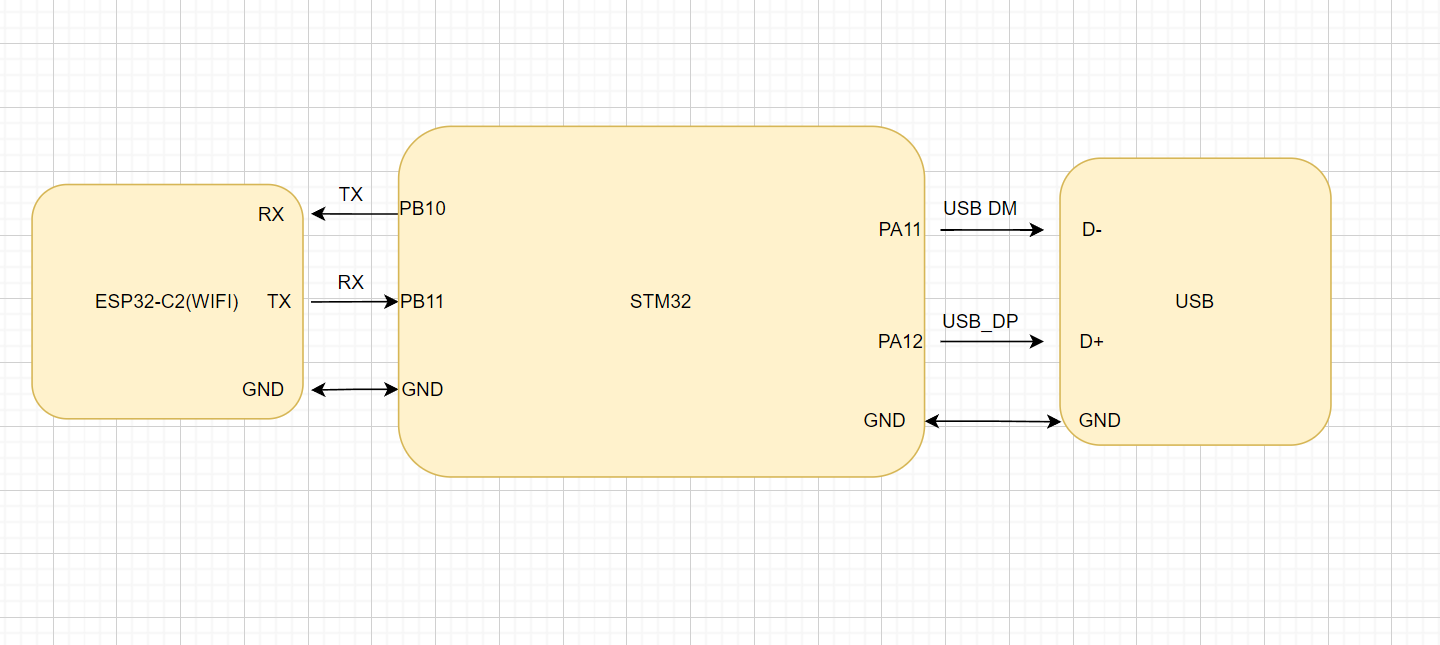 TX
PB10
RX
USB DM
PA11
D-
RX
ESP32-C2(WIFI)
TX
PB11
STM32
USB
USB_DP
PA12
D+
GND
GND
GND
GND